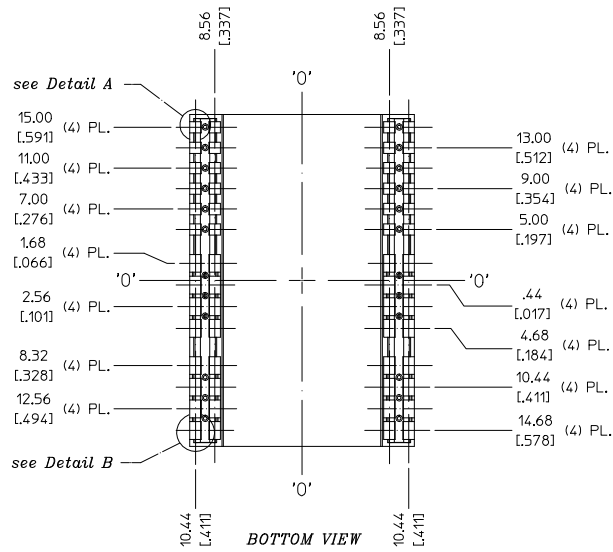 8.56
[.337]
8.56
[.337]
'0'
see Detail A
15.00
[.591]
(4) PL.
11.00
[.433]
(4) PL.
7.00
[.276]
(4) PL.
1.68
[.066]
(4) PL.
'0'
2.56
[.101]
(4) PL.
8.32
[.328]
(4) PL.
12.56
[.494]
(4) PL.
see Detail B
13.00
[.512]
(4) PL.
9.00
[.354]
(4) PL.
5.00
[.197]
(4) PL.
'0'
.44
[.017]
(4) PL.
4.68
[.184]
(4) PL.
10.44
[.411]
(4) PL.
14.68
[.578]
(4) PL.
'0'
10.44
[.411]
BOTTOM VIEW
10.44
[.411]